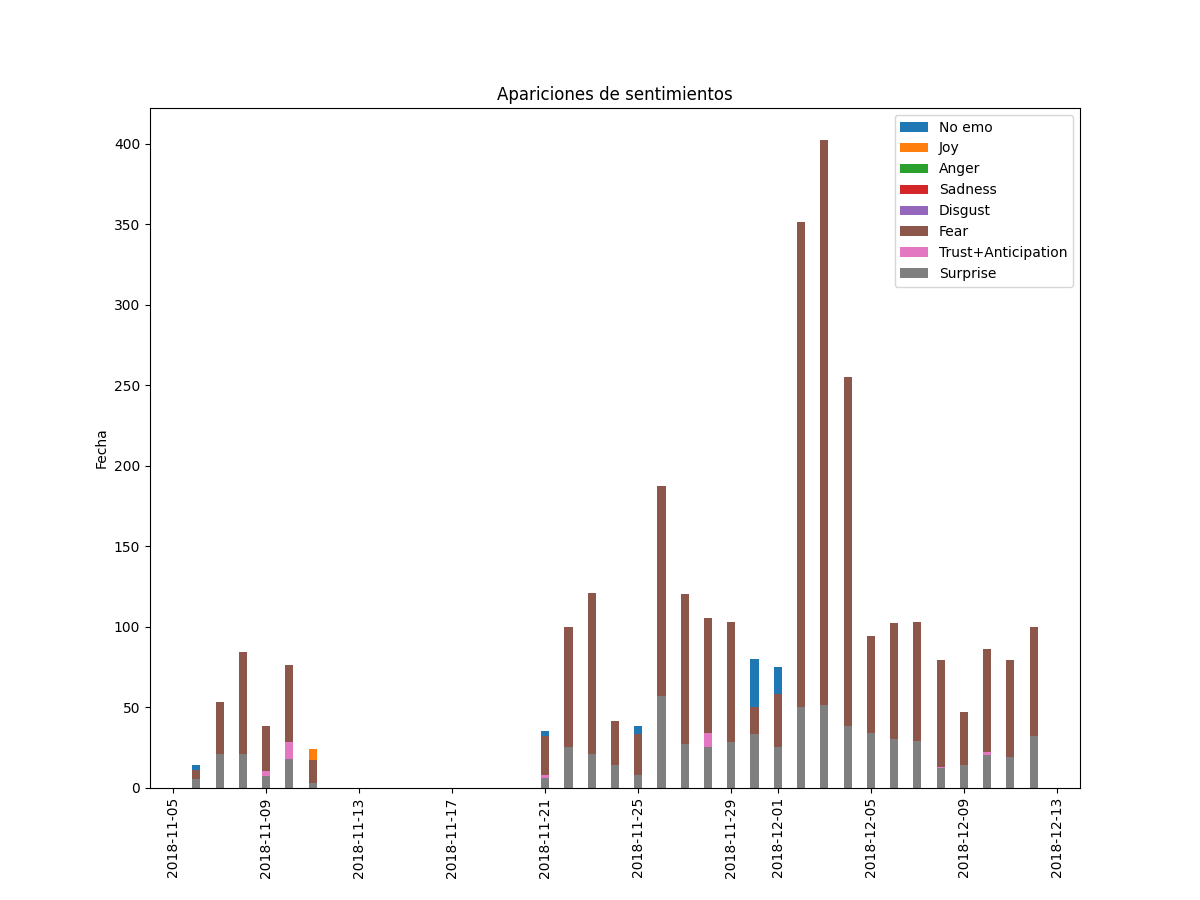 Apariciones de sentimientos
No emo
Joy
Anger
Sadness
Disgust
Fear
Trust+Anticipation
Surprise
Fecha
400
350
300
250
200
150
100
50
0
2018-11-05
2018-11-09
2018-11-13
2018-11-17
2018-11-21
2018-11-25
2018-11-29
2018-12-01
2018-12-05
2018-12-09
2018-12-13